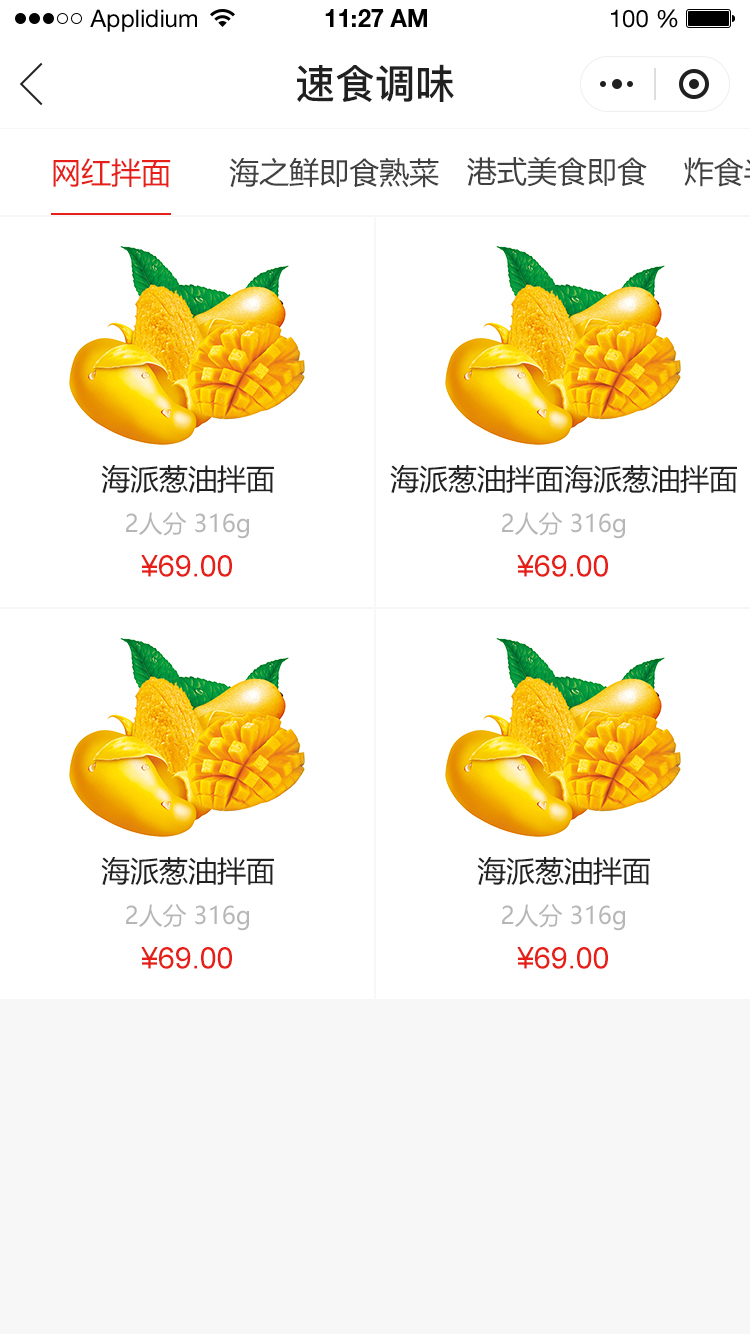 Applidium 11:27 AM 100 %
速食调味
网红拌面 海之鲜即食熟菜 港式美食即食 炸食
海派葱油拌面 海派葱油拌面海派葱油拌面
2人分 316g 2人分 316g
¥69.00 ¥69.00
海派葱油拌面 海派葱油拌面
2人分 316g 2人分 316g
¥69.00 ¥69.00